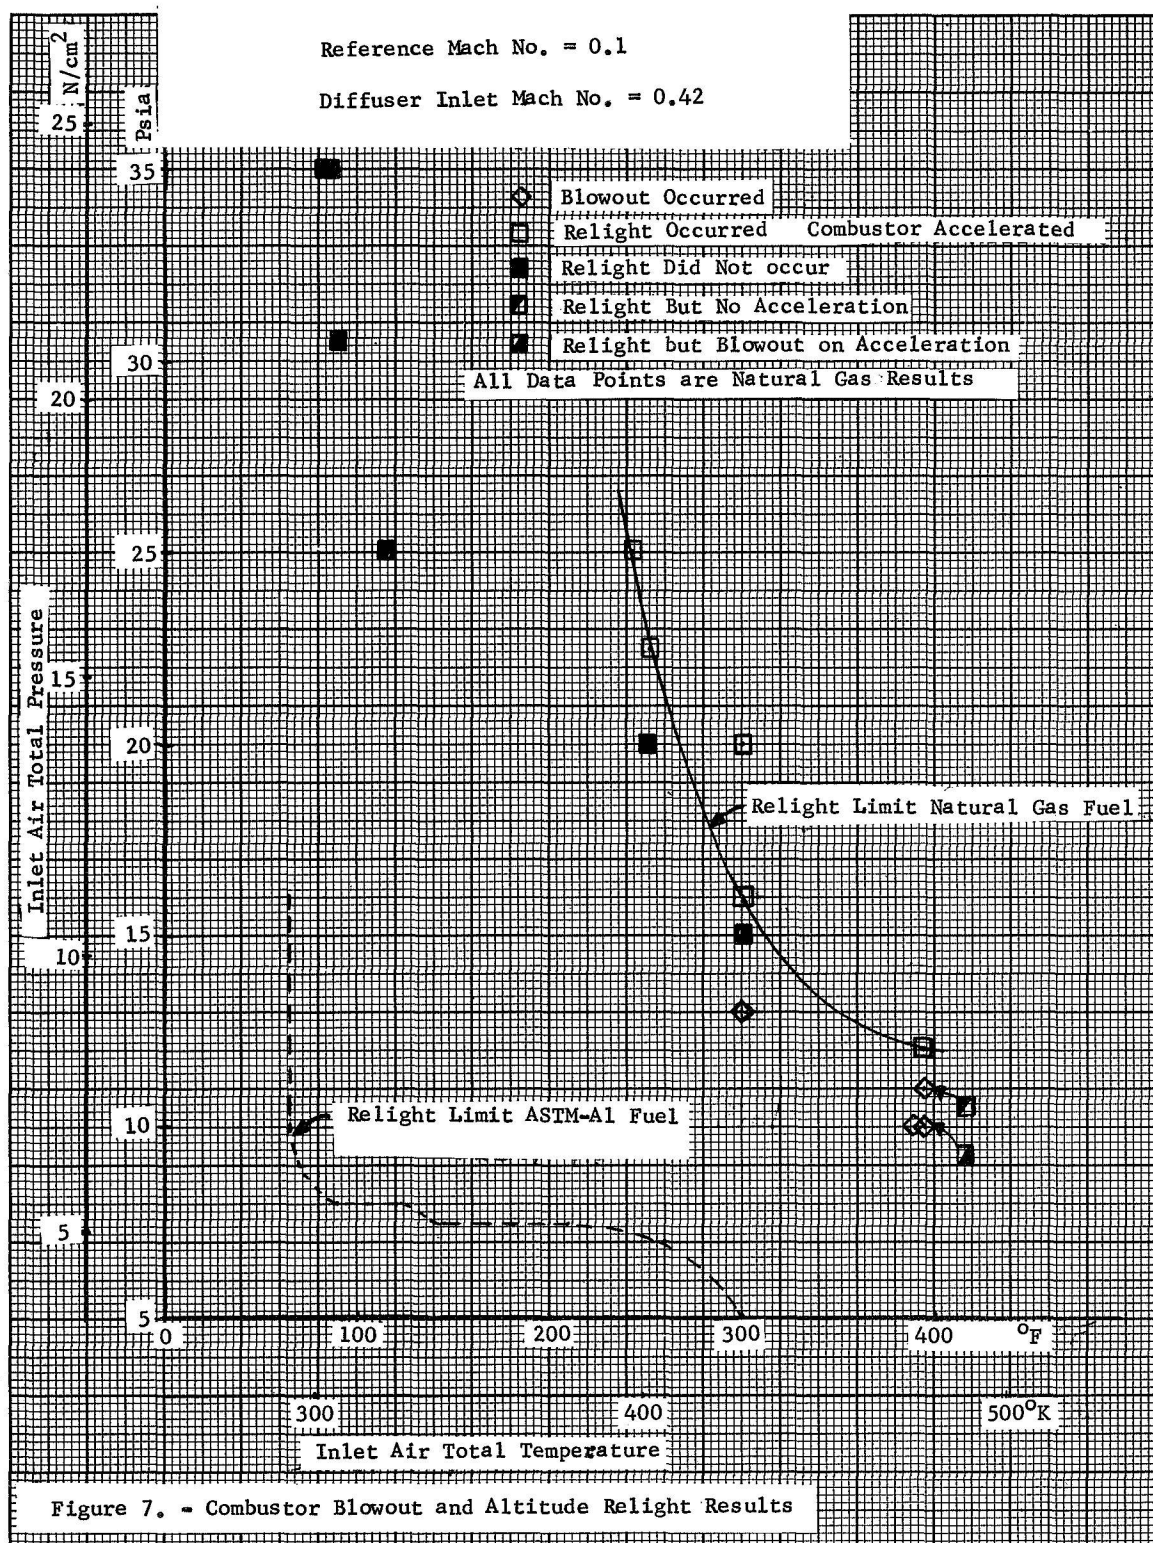 Reference Mach No. = 0.1
Diffuser Inlet Mach No. = 0.42
N/cm2
Psia
25
35
Blowout Occurred
Relight Occurred Combustor Accelerated
Relight Did Not occur
Relight But No Acceleration
Relight but Blowout on Acceleration
All Data Points are Natural Gas Results
30
20
25
Inlet Air Total Pressure
15
20
Relight Limit Natural Gas Fuel
15
10
10
Relight Limit ASTM-A1 Fuel
5
5
0 100 200 300 400 °F
300 400 500°K
Inlet Air Total Temperature
Figure 7. - Combustor Blowout and Altitude Relight Results